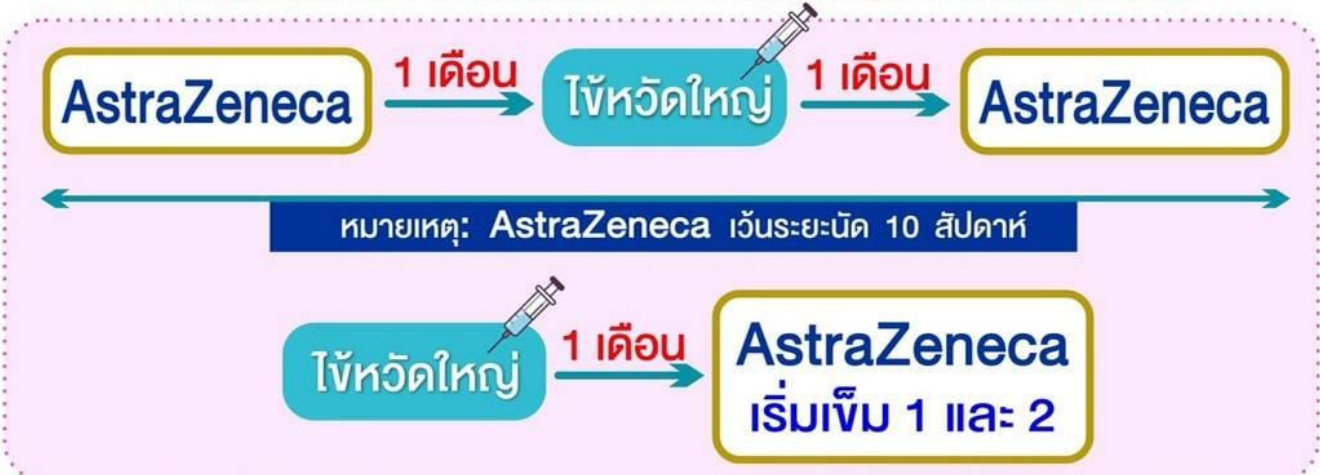 AstraZeneca 1 เดือน ไข้หวัดใหญ่ 1 เดือน AstraZeneca
หมายเหตุ: AstraZeneca เว้นระยะนัด 10 สัปดาห์
ไข้หวัดใหญ่ 1 เดือน AstraZeneca
เริ่มเข็ม 1 และ 2